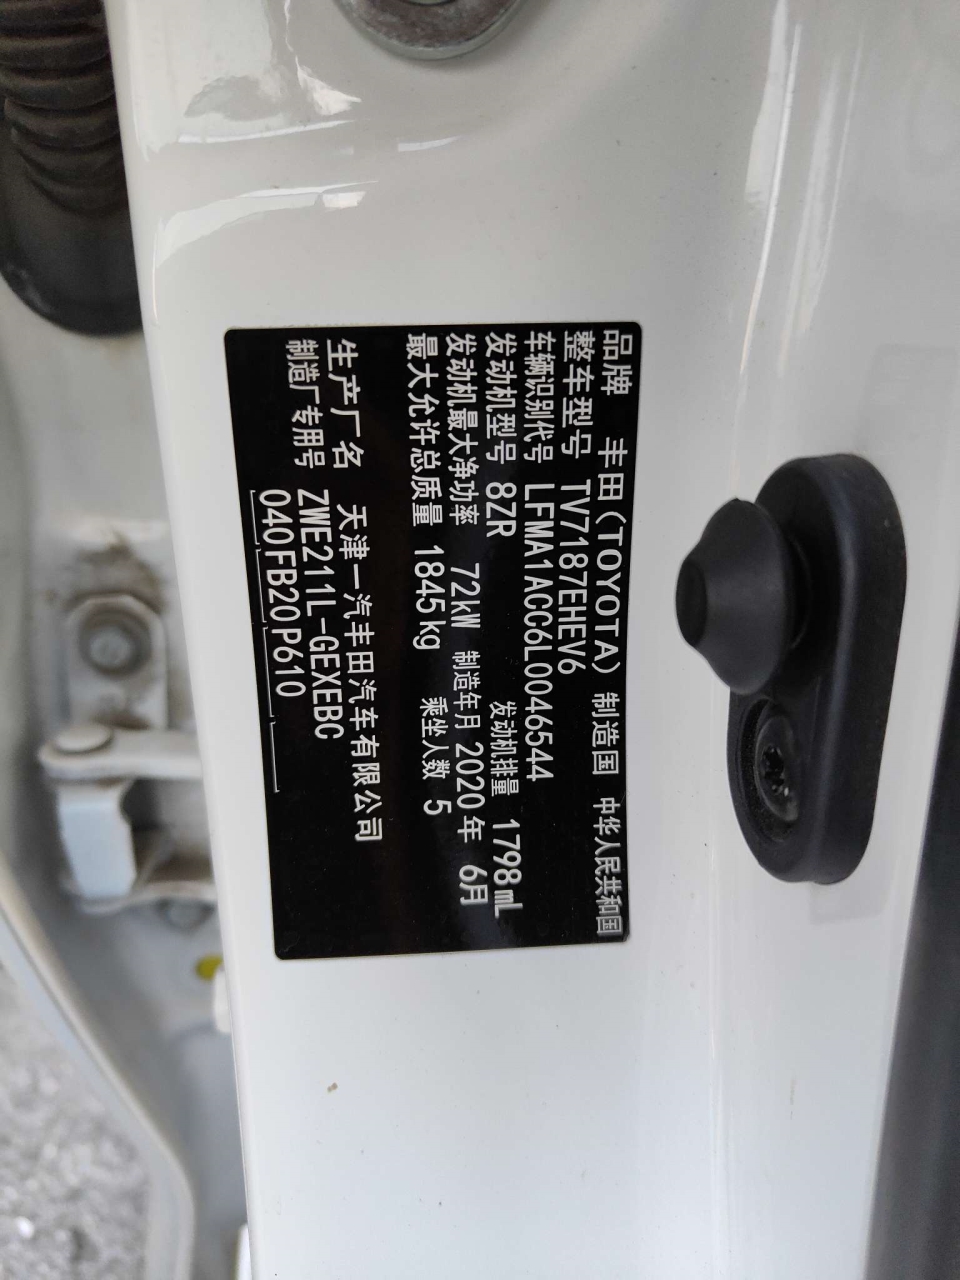 品牌 丰田(TOYOTA) 制造国 中华人民共和国
整车型号 TV7187EHEV6
车辆识别代号 LFMA1ACC6L0046544
发动机型号 8ZR 发动机排量 1798mL
发动机最大净功率 72kW 制造年月 2020年 6月
最大允许总质量 1845kg 乘坐人数 5
生产厂名 天津一汽丰田汽车有限公司
制造厂专用号 ZWE211L-GEXEBC
040FB20P610